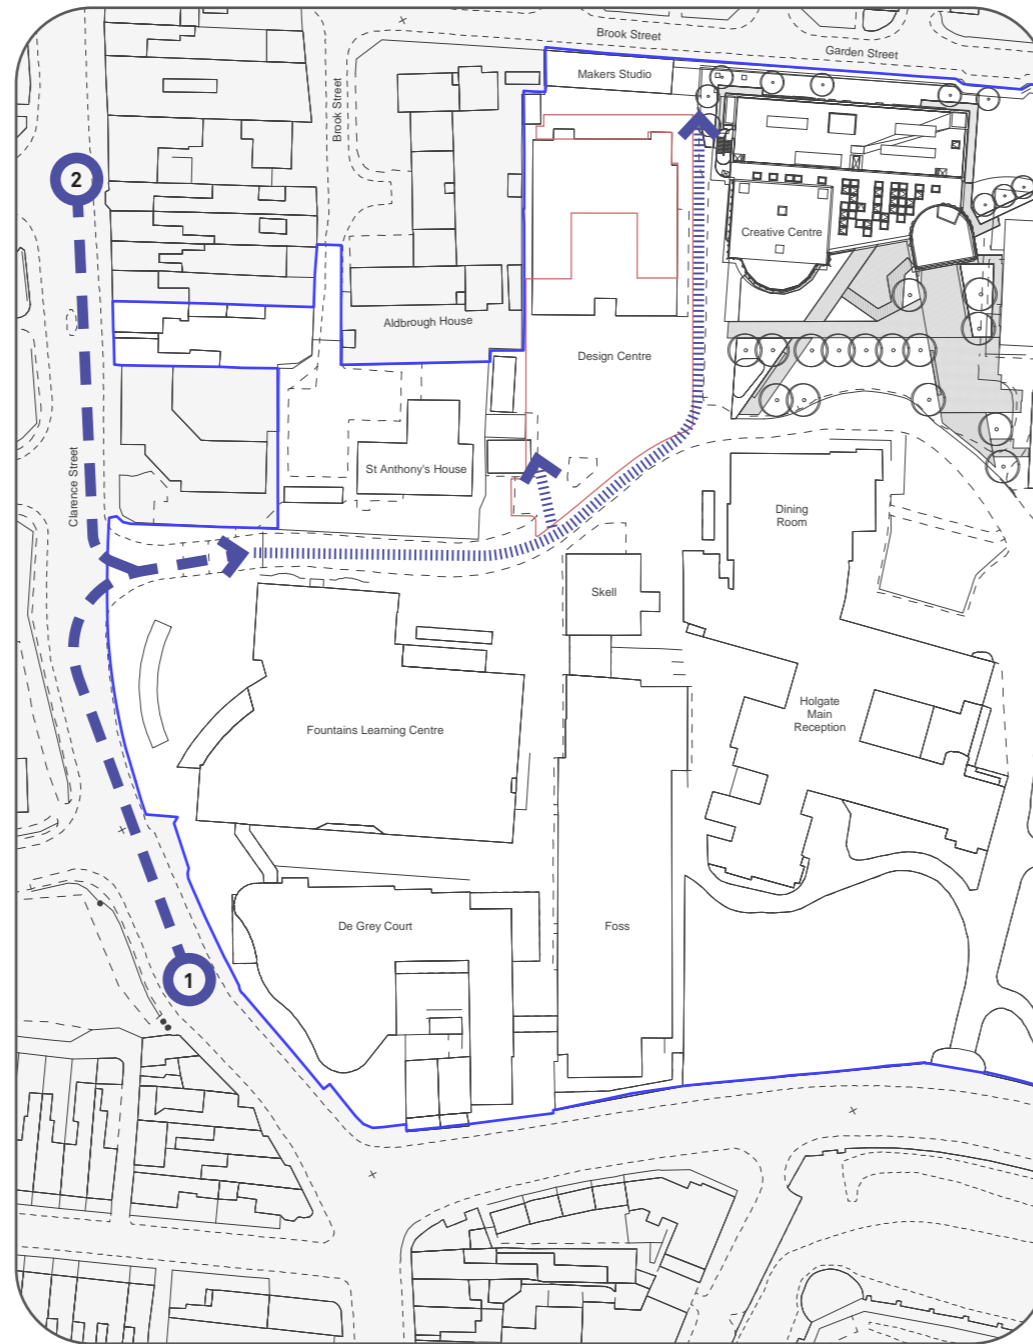 Brook Street
Garden Street
Makers Studio
Brook Street
2
Creative Centre
Aldbrough House
Design Centre
St Anthony's House
Clarence Street
Dining
Room
Skell
Holgate
Main
Reception
Fountains Learning Centre
De Grey Court
Foss
1